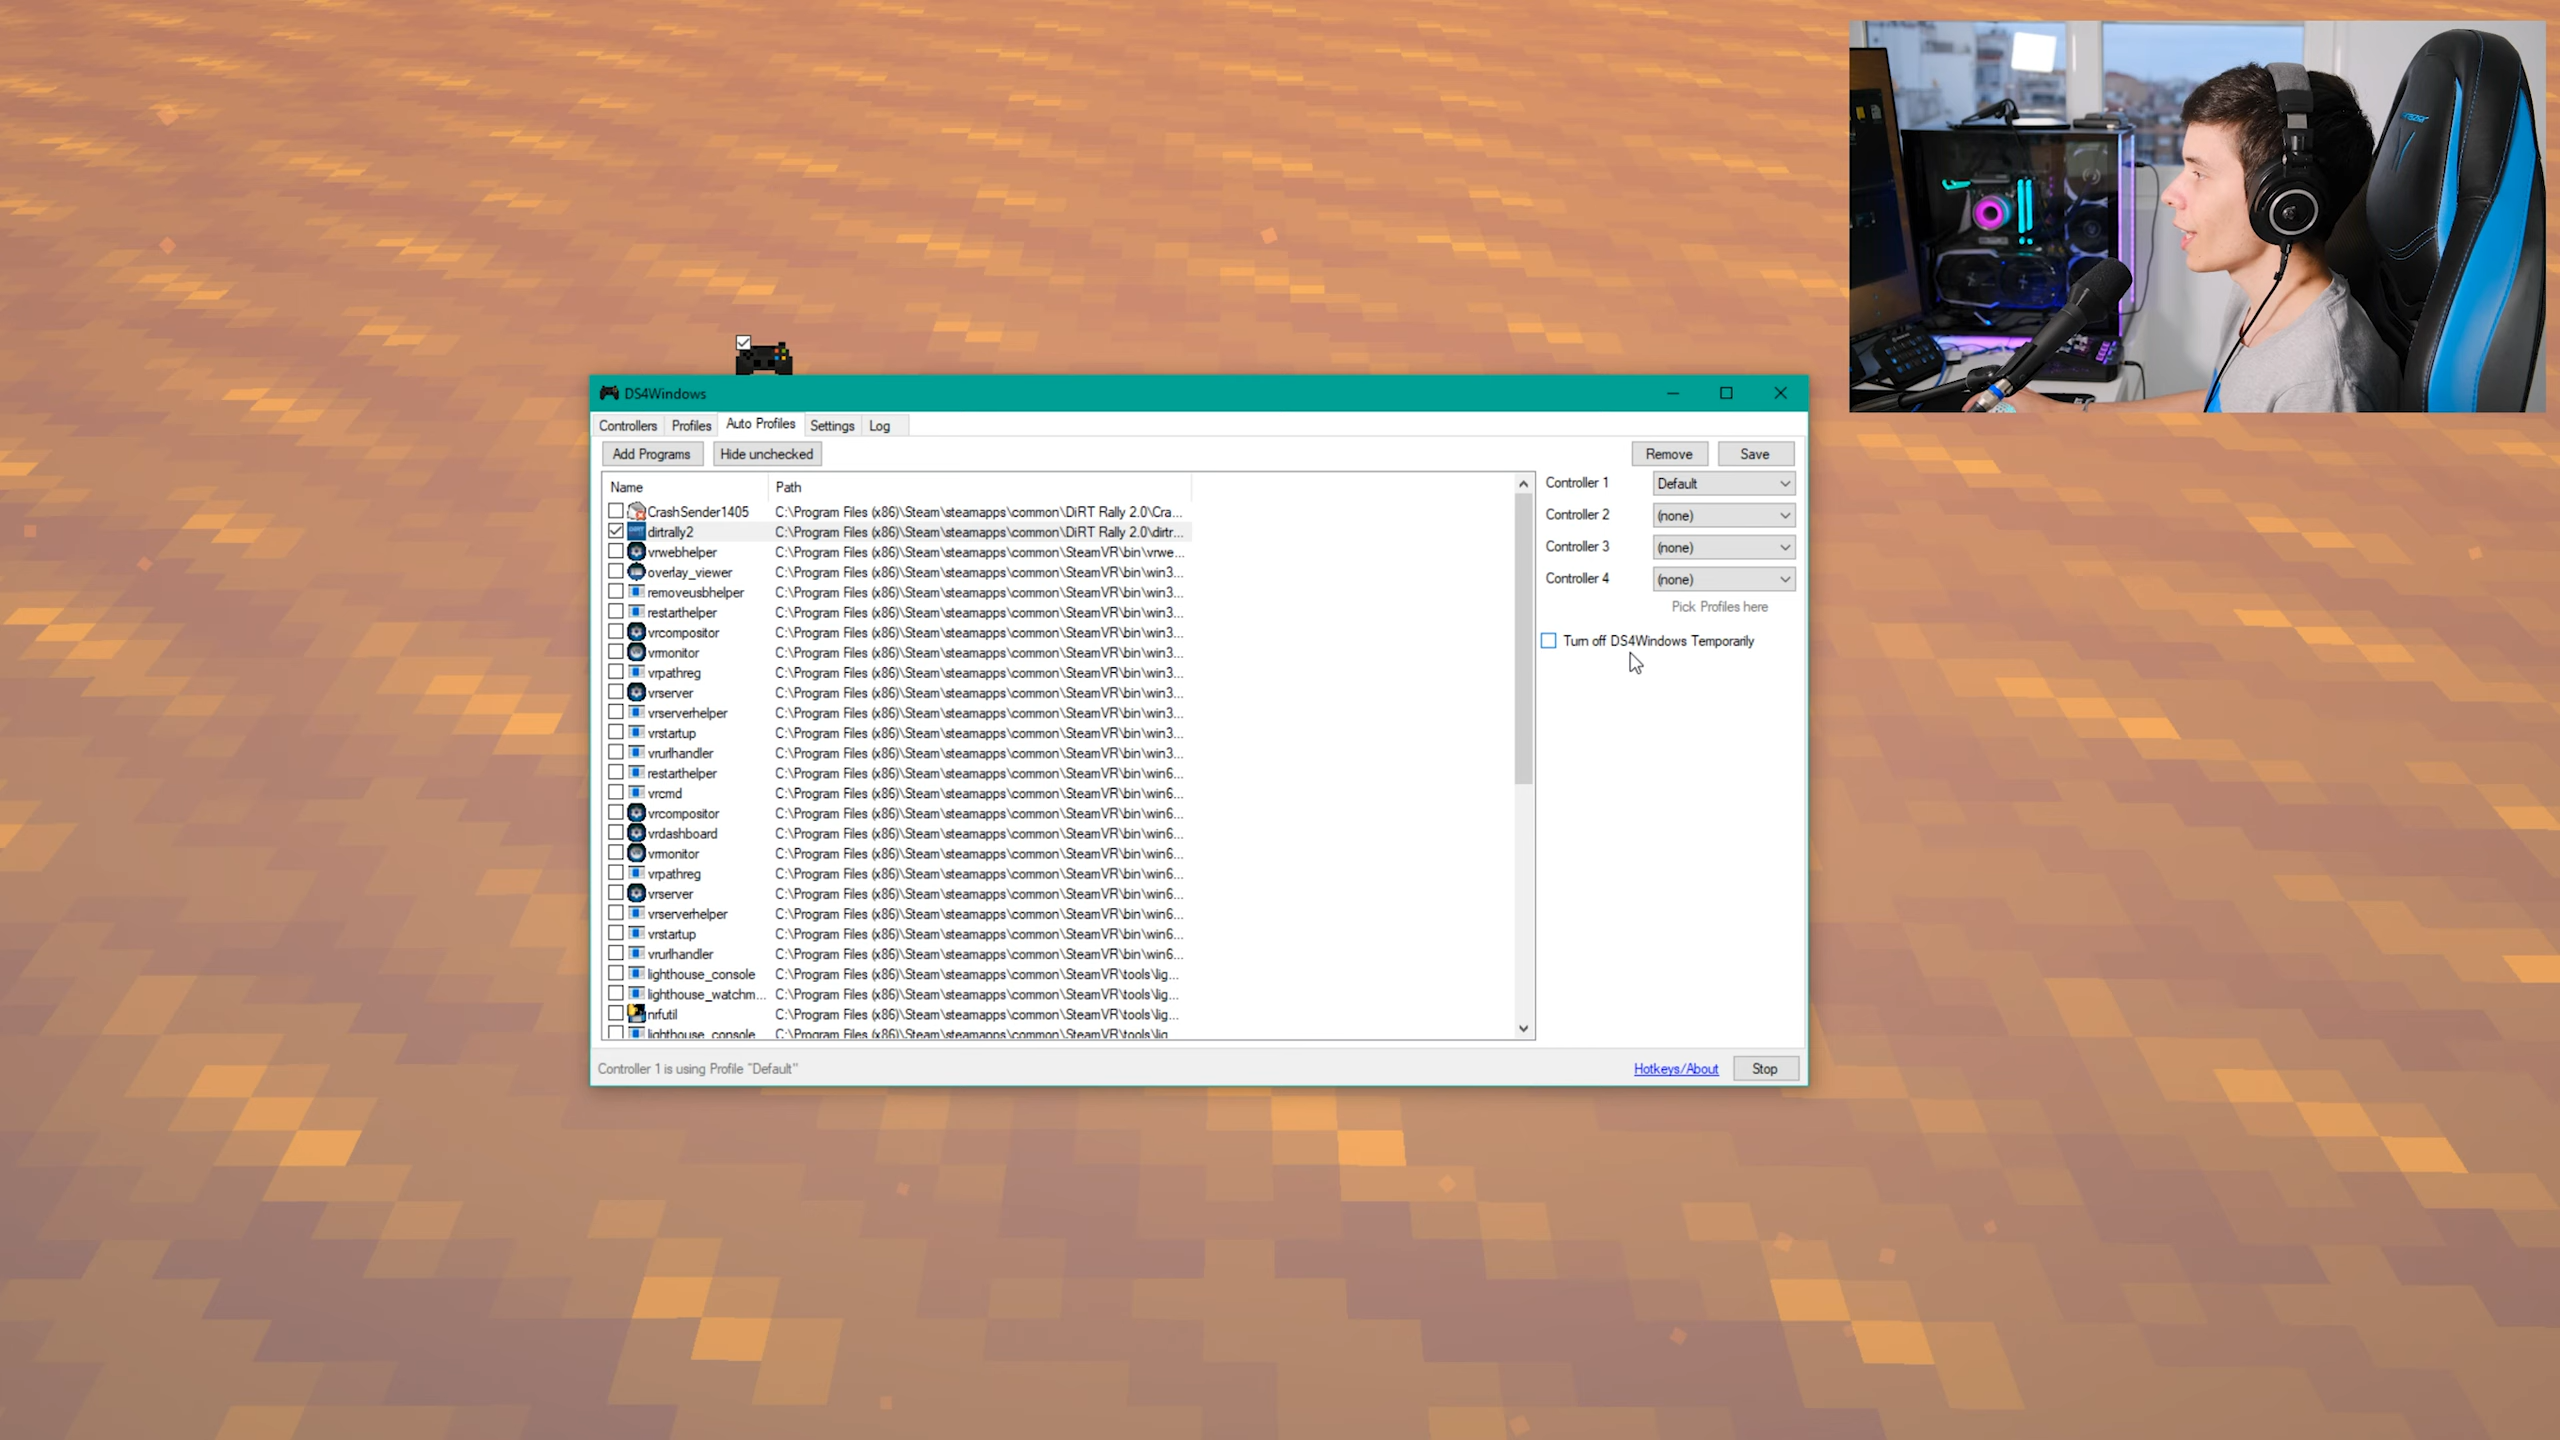 DS4Windows
Controllers Profiles Auto Profiles Settings Log
Add Programs Hide unchecked Remove Save
Name Path
CrashSender1405 C:\Program Files (x86)\Steam\steamapps\common\DiRT Rally 2.0\Cra...
dirtrally2 C:\Program Files (x86)\Steam\steamapps\common\DiRT Rally 2.0\dirtr...
vrwebhelper C:\Program Files (x86)\Steam\steamapps\common\SteamVR\bin\vrwe...
overlay_viewer C:\Program Files (x86)\Steam\steamapps\common\SteamVR\bin\win3...
removeusbhelper C:\Program Files (x86)\Steam\steamapps\common\SteamVR\bin\win3...
restarthelper C:\Program Files (x86)\Steam\steamapps\common\SteamVR\bin\win3...
vrcompositor C:\Program Files (x86)\Steam\steamapps\common\SteamVR\bin\win3...
vrmonitor C:\Program Files (x86)\Steam\steamapps\common\SteamVR\bin\win3...
vrpathreg C:\Program Files (x86)\Steam\steamapps\common\SteamVR\bin\win3...
vrserver C:\Program Files (x86)\Steam\steamapps\common\SteamVR\bin\win3...
vrserverhelper C:\Program Files (x86)\Steam\steamapps\common\SteamVR\bin\win3...
vrstartup C:\Program Files (x86)\Steam\steamapps\common\SteamVR\bin\win3...
vrurlhandler C:\Program Files (x86)\Steam\steamapps\common\SteamVR\bin\win3...
restarthelper C:\Program Files (x86)\Steam\steamapps\common\SteamVR\bin\win6...
vrcmd C:\Program Files (x86)\Steam\steamapps\common\SteamVR\bin\win6...
vrcompositor C:\Program Files (x86)\Steam\steamapps\common\SteamVR\bin\win6...
vrdashboard C:\Program Files (x86)\Steam\steamapps\common\SteamVR\bin\win6...
vrmonitor C:\Program Files (x86)\Steam\steamapps\common\SteamVR\bin\win6...
vrpathreg C:\Program Files (x86)\Steam\steamapps\common\SteamVR\bin\win6...
vrserver C:\Program Files (x86)\Steam\steamapps\common\SteamVR\bin\win6...
vrserverhelper C:\Program Files (x86)\Steam\steamapps\common\SteamVR\bin\win6...
vrstartup C:\Program Files (x86)\Steam\steamapps\common\SteamVR\bin\win6...
vrurlhandler C:\Program Files (x86)\Steam\steamapps\common\SteamVR\bin\win6...
lighthouse_console C:\Program Files (x86)\Steam\steamapps\common\SteamVR\tools\lig...
lighthouse_watchm... C:\Program Files (x86)\Steam\steamapps\common\SteamVR\tools\lig...
nrfutil C:\Program Files (x86)\Steam\steamapps\common\SteamVR\tools\lig...
lighthouse_console C:\Program Files (x86)\Steam\steamapps\common\SteamVR\tools\lig
Controller 1 Default
Controller 2 (none)
Controller 3 (none)
Controller 4 (none)
Pick Profiles here
Turn off DS4Windows Temporarily
Controller 1 is using Profile "Default"
Hotkeys/About Stop